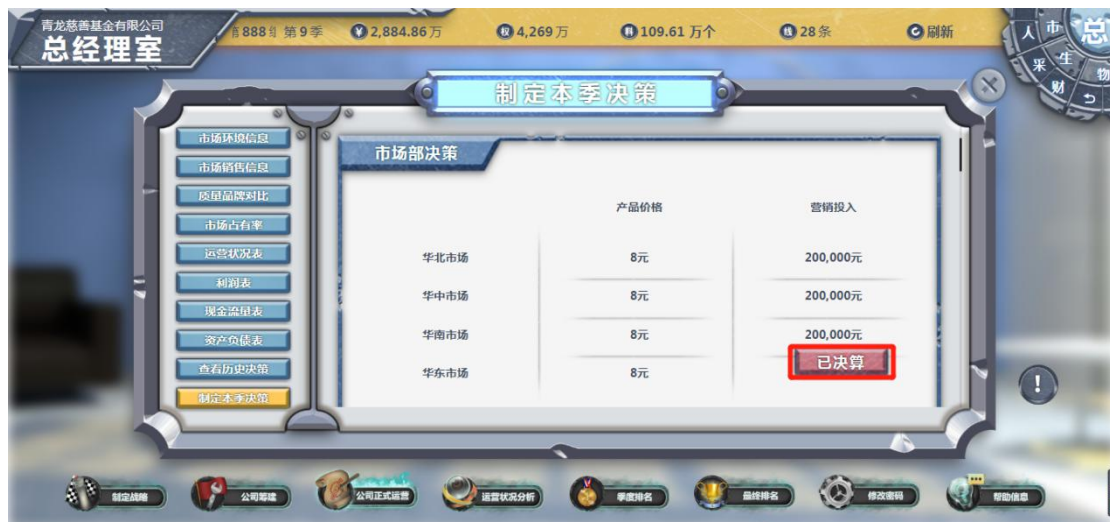 青龙慈善基金有限公司
总经理室
888 第9季
¥ 2,884.86万
权 4,269万
109.61万个
28条
刷新
人
市
总
采
生
物
财
制定本季决策
市场环境信息
市场销售信息
质量品牌对比
市场占有率
运营状况表
利润表
现金流量表
资产负债表
查看历史决策
制定本季决策
市场部决策
产品价格 营销投入
华北市场 8元 200,000元
华中市场 8元 200,000元
华南市场 8元 200,000元
华东市场 8元
已决算
!
制定战略
公司筹建
公司正式运营
运营状况分析
季度排名
最终排名
修改密码
帮助信息